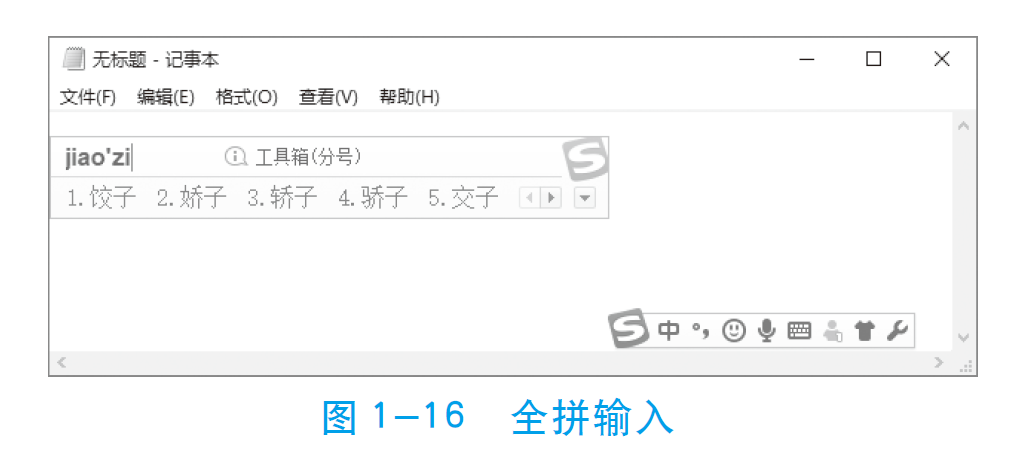 无标题 - 记事本
文件(F) 编辑(E) 格式(O) 查看(V) 帮助(H)
jiao'zi 工具箱(分号)
1.饺子 2.娇子 3.轿子 4.骄子 5.交子
中
图 1-16 全拼输入